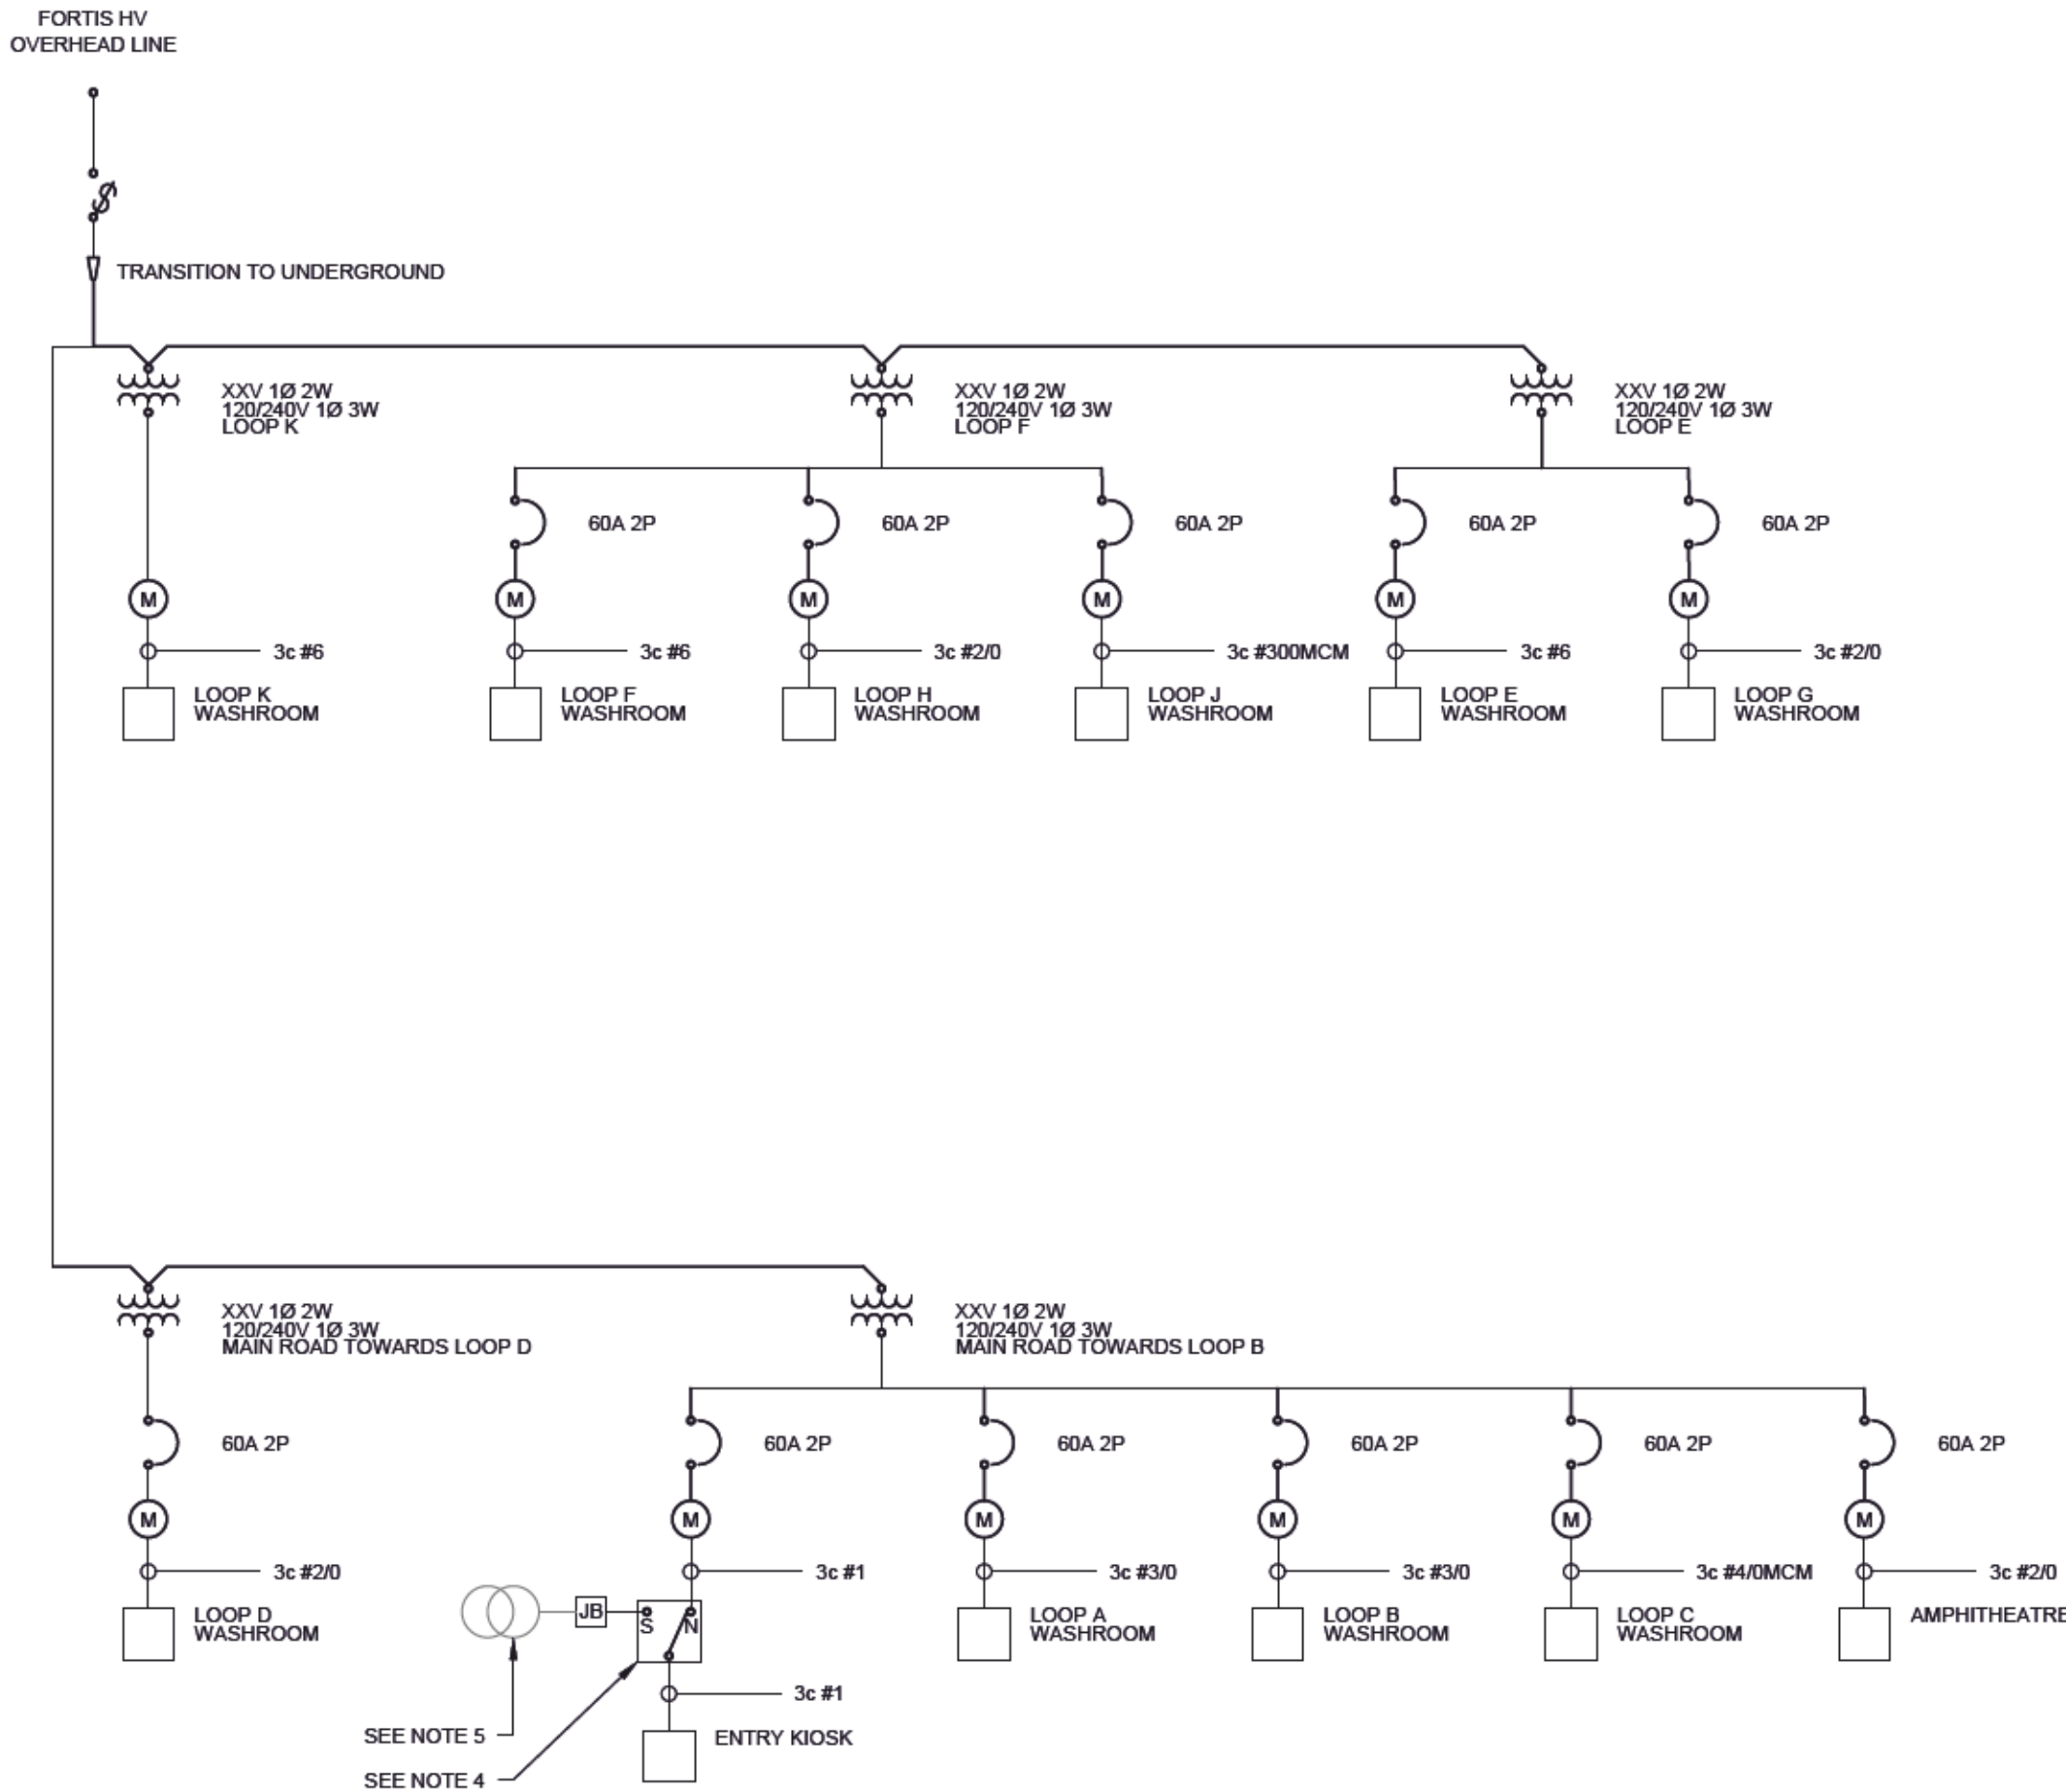 FORTIS HV
OVERHEAD LINE
TRANSITION TO UNDERGROUND
XXV 1Ø 2W
120/240V 1Ø 3W
LOOP K
XXV 1Ø 2W
120/240V 1Ø 3W
LOOP F
XXV 1Ø 2W
120/240V 1Ø 3W
LOOP E
60A 2P
60A 2P
60A 2P
60A 2P
60A 2P
M
M
M
M
M
M
3c #6
3c #6
3c #2/0
3c #300MCM
3c #6
3c #2/0
LOOP K
WASHROOM
LOOP F
WASHROOM
LOOP H
WASHROOM
LOOP J
WASHROOM
LOOP E
WASHROOM
LOOP G
WASHROOM
XXV 1Ø 2W
120/240V 1Ø 3W
MAIN ROAD TOWARDS LOOP D
XXV 1Ø 2W
120/240V 1Ø 3W
MAIN ROAD TOWARDS LOOP B
60A 2P
60A 2P
60A 2P
60A 2P
60A 2P
60A 2P
M
M
M
M
M
M
3c #2/0
3c #1
3c #3/0
3c #3/0
3c #4/0MCM
3c #2/0
LOOP D
WASHROOM
JB
S
N
LOOP A
WASHROOM
LOOP B
WASHROOM
LOOP C
WASHROOM
AMPHITHEATRE
3c #1
SEE NOTE 5
ENTRY KIOSK
SEE NOTE 4